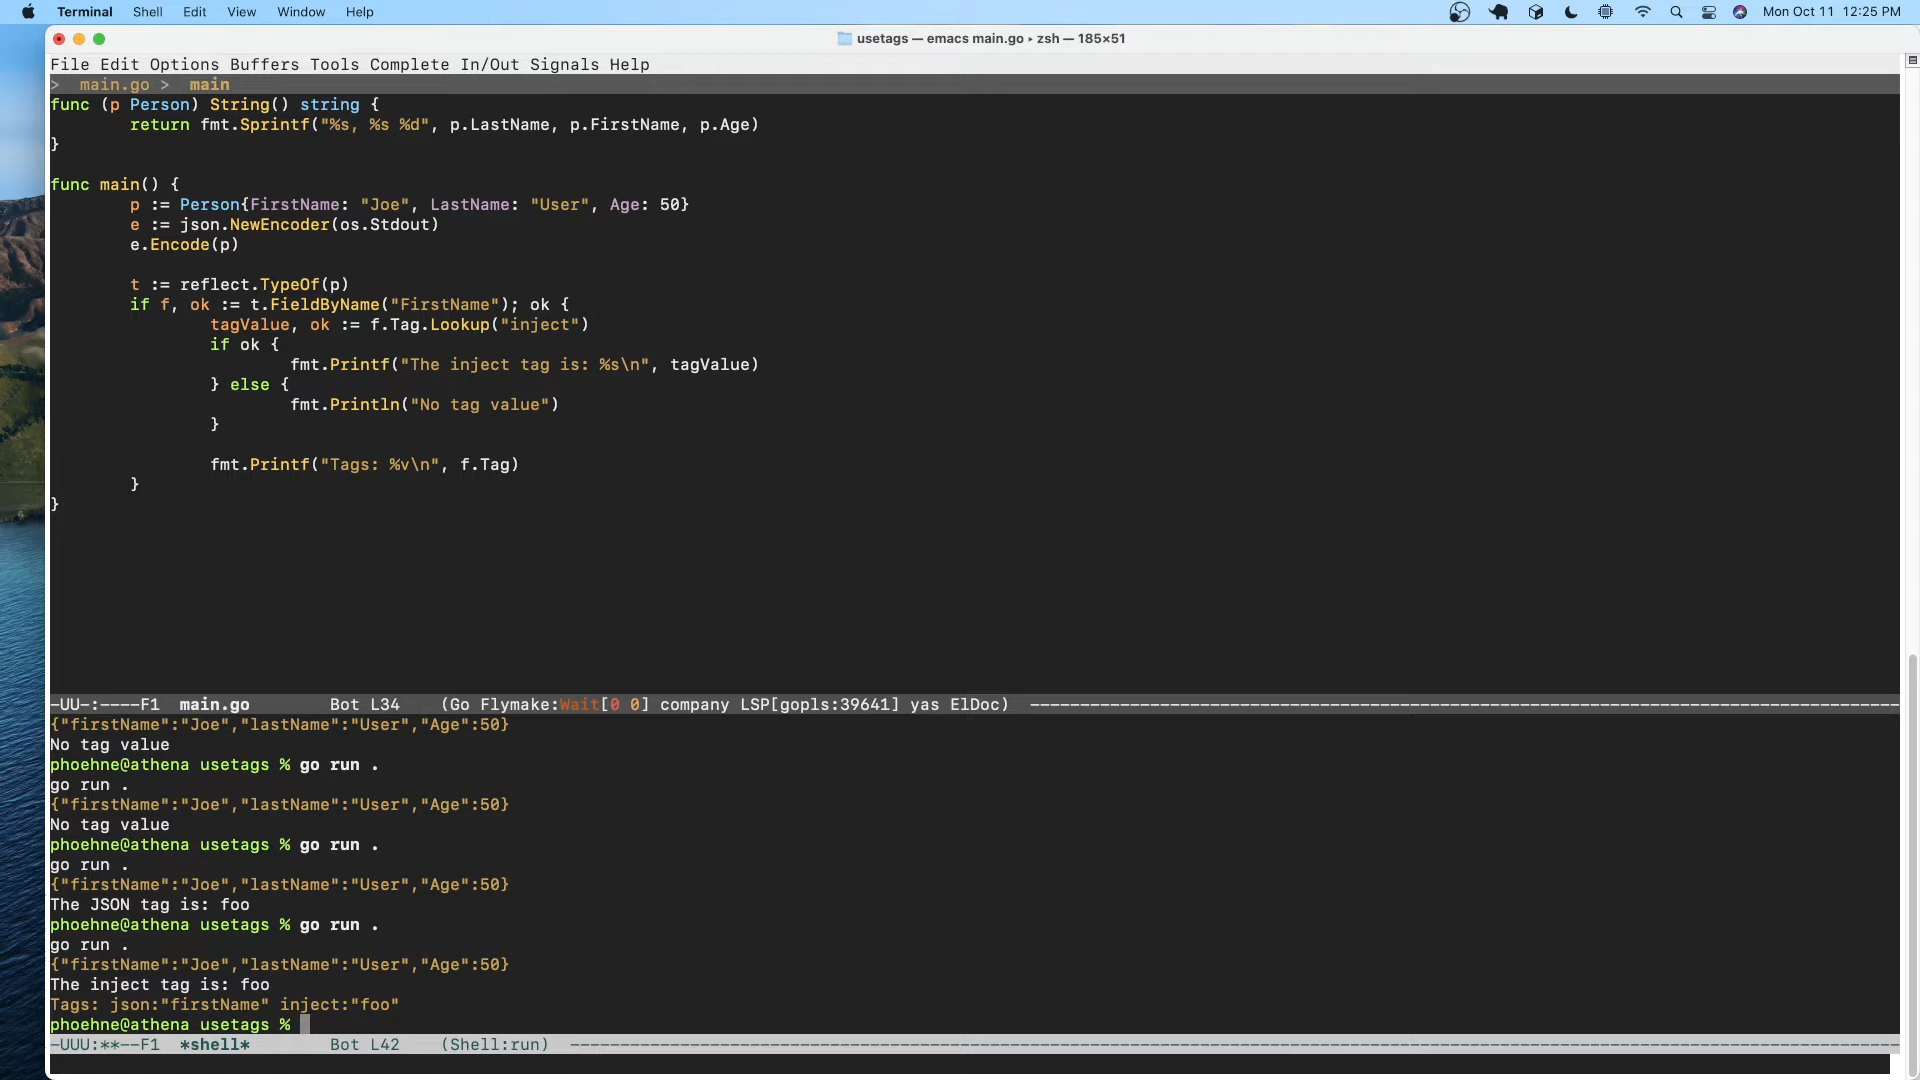 Terminal Shell Edit View Window Help Mon Oct 11 12:25 PM
usetags — emacs main.go ▸ zsh — 185×51
File Edit Options Buffers Tools Complete In/Out Signals Help
> main.go > main
func (p Person) String() string {
        return fmt.Sprintf("%s, %s %d", p.LastName, p.FirstName, p.Age)
}
func main() {
        p := Person{FirstName: "Joe", LastName: "User", Age: 50}
        e := json.NewEncoder(os.Stdout)
        e.Encode(p)
        t := reflect.TypeOf(p)
        if f, ok := t.FieldByName("FirstName"); ok {
                tagValue, ok := f.Tag.Lookup("inject")
                if ok {
                        fmt.Printf("The inject tag is: %s\n", tagValue)
                } else {
                        fmt.Println("No tag value")
                }
                fmt.Printf("Tags: %v\n", f.Tag)
        }
}
-UU-:----F1  main.go        Bot L34    (Go Flymake:Wait[0 0] company LSP[gopls:39641] yas ElDoc)
{"firstName":"Joe","lastName":"User","Age":50}
No tag value
phoehne@athena usetags % go run .
go run .
{"firstName":"Joe","lastName":"User","Age":50}
No tag value
phoehne@athena usetags % go run .
go run .
{"firstName":"Joe","lastName":"User","Age":50}
The JSON tag is: foo
phoehne@athena usetags % go run .
go run .
{"firstName":"Joe","lastName":"User","Age":50}
The inject tag is: foo
Tags: json:"firstName" inject:"foo"
phoehne@athena usetags %
-UUU:**--F1  *shell*        Bot L42    (Shell:run)